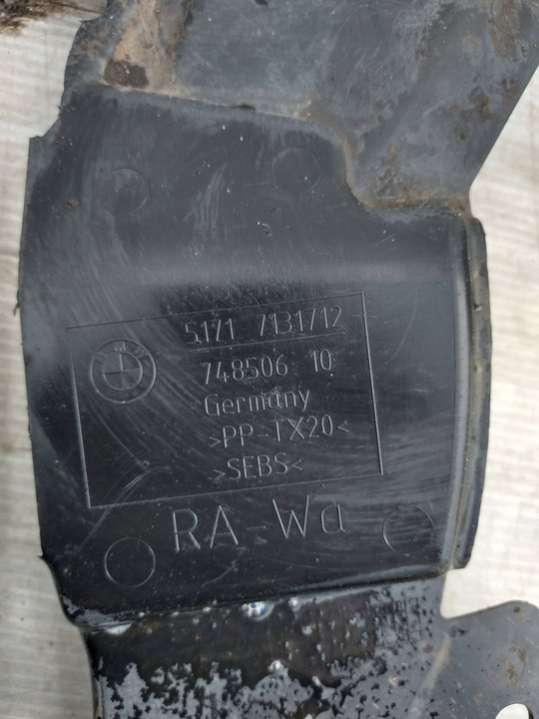 5171 7131712
748506 10
Germany
>PP-TX20<
>SEBS<
RA-Wa